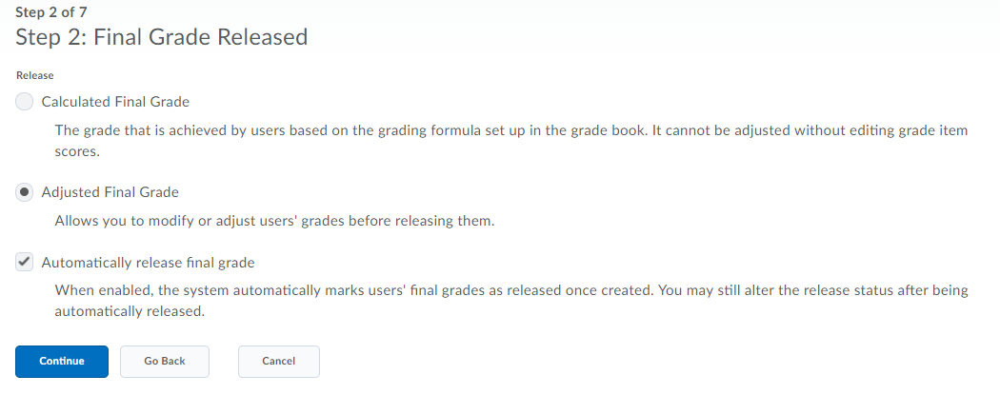 Step 2 of 7
Step 2: Final Grade Released
Release
Calculated Final Grade
The grade that is achieved by users based on the grading formula set up in the grade book. It cannot be adjusted without editing grade item
scores.
Adjusted Final Grade
Allows you to modify or adjust users' grades before releasing them.
Automatically release final grade
When enabled, the system automatically marks users' final grades as released once created. You may still alter the release status after being
automatically released.
Continue
Go Back
Cancel